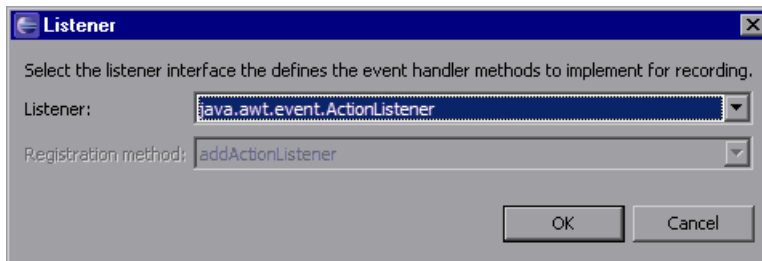 Listener
Select the listener interface the defines the event handler methods to implement for recording.
Listener: java.awt.event.ActionListener
Registration method: addActionListener
OK Cancel